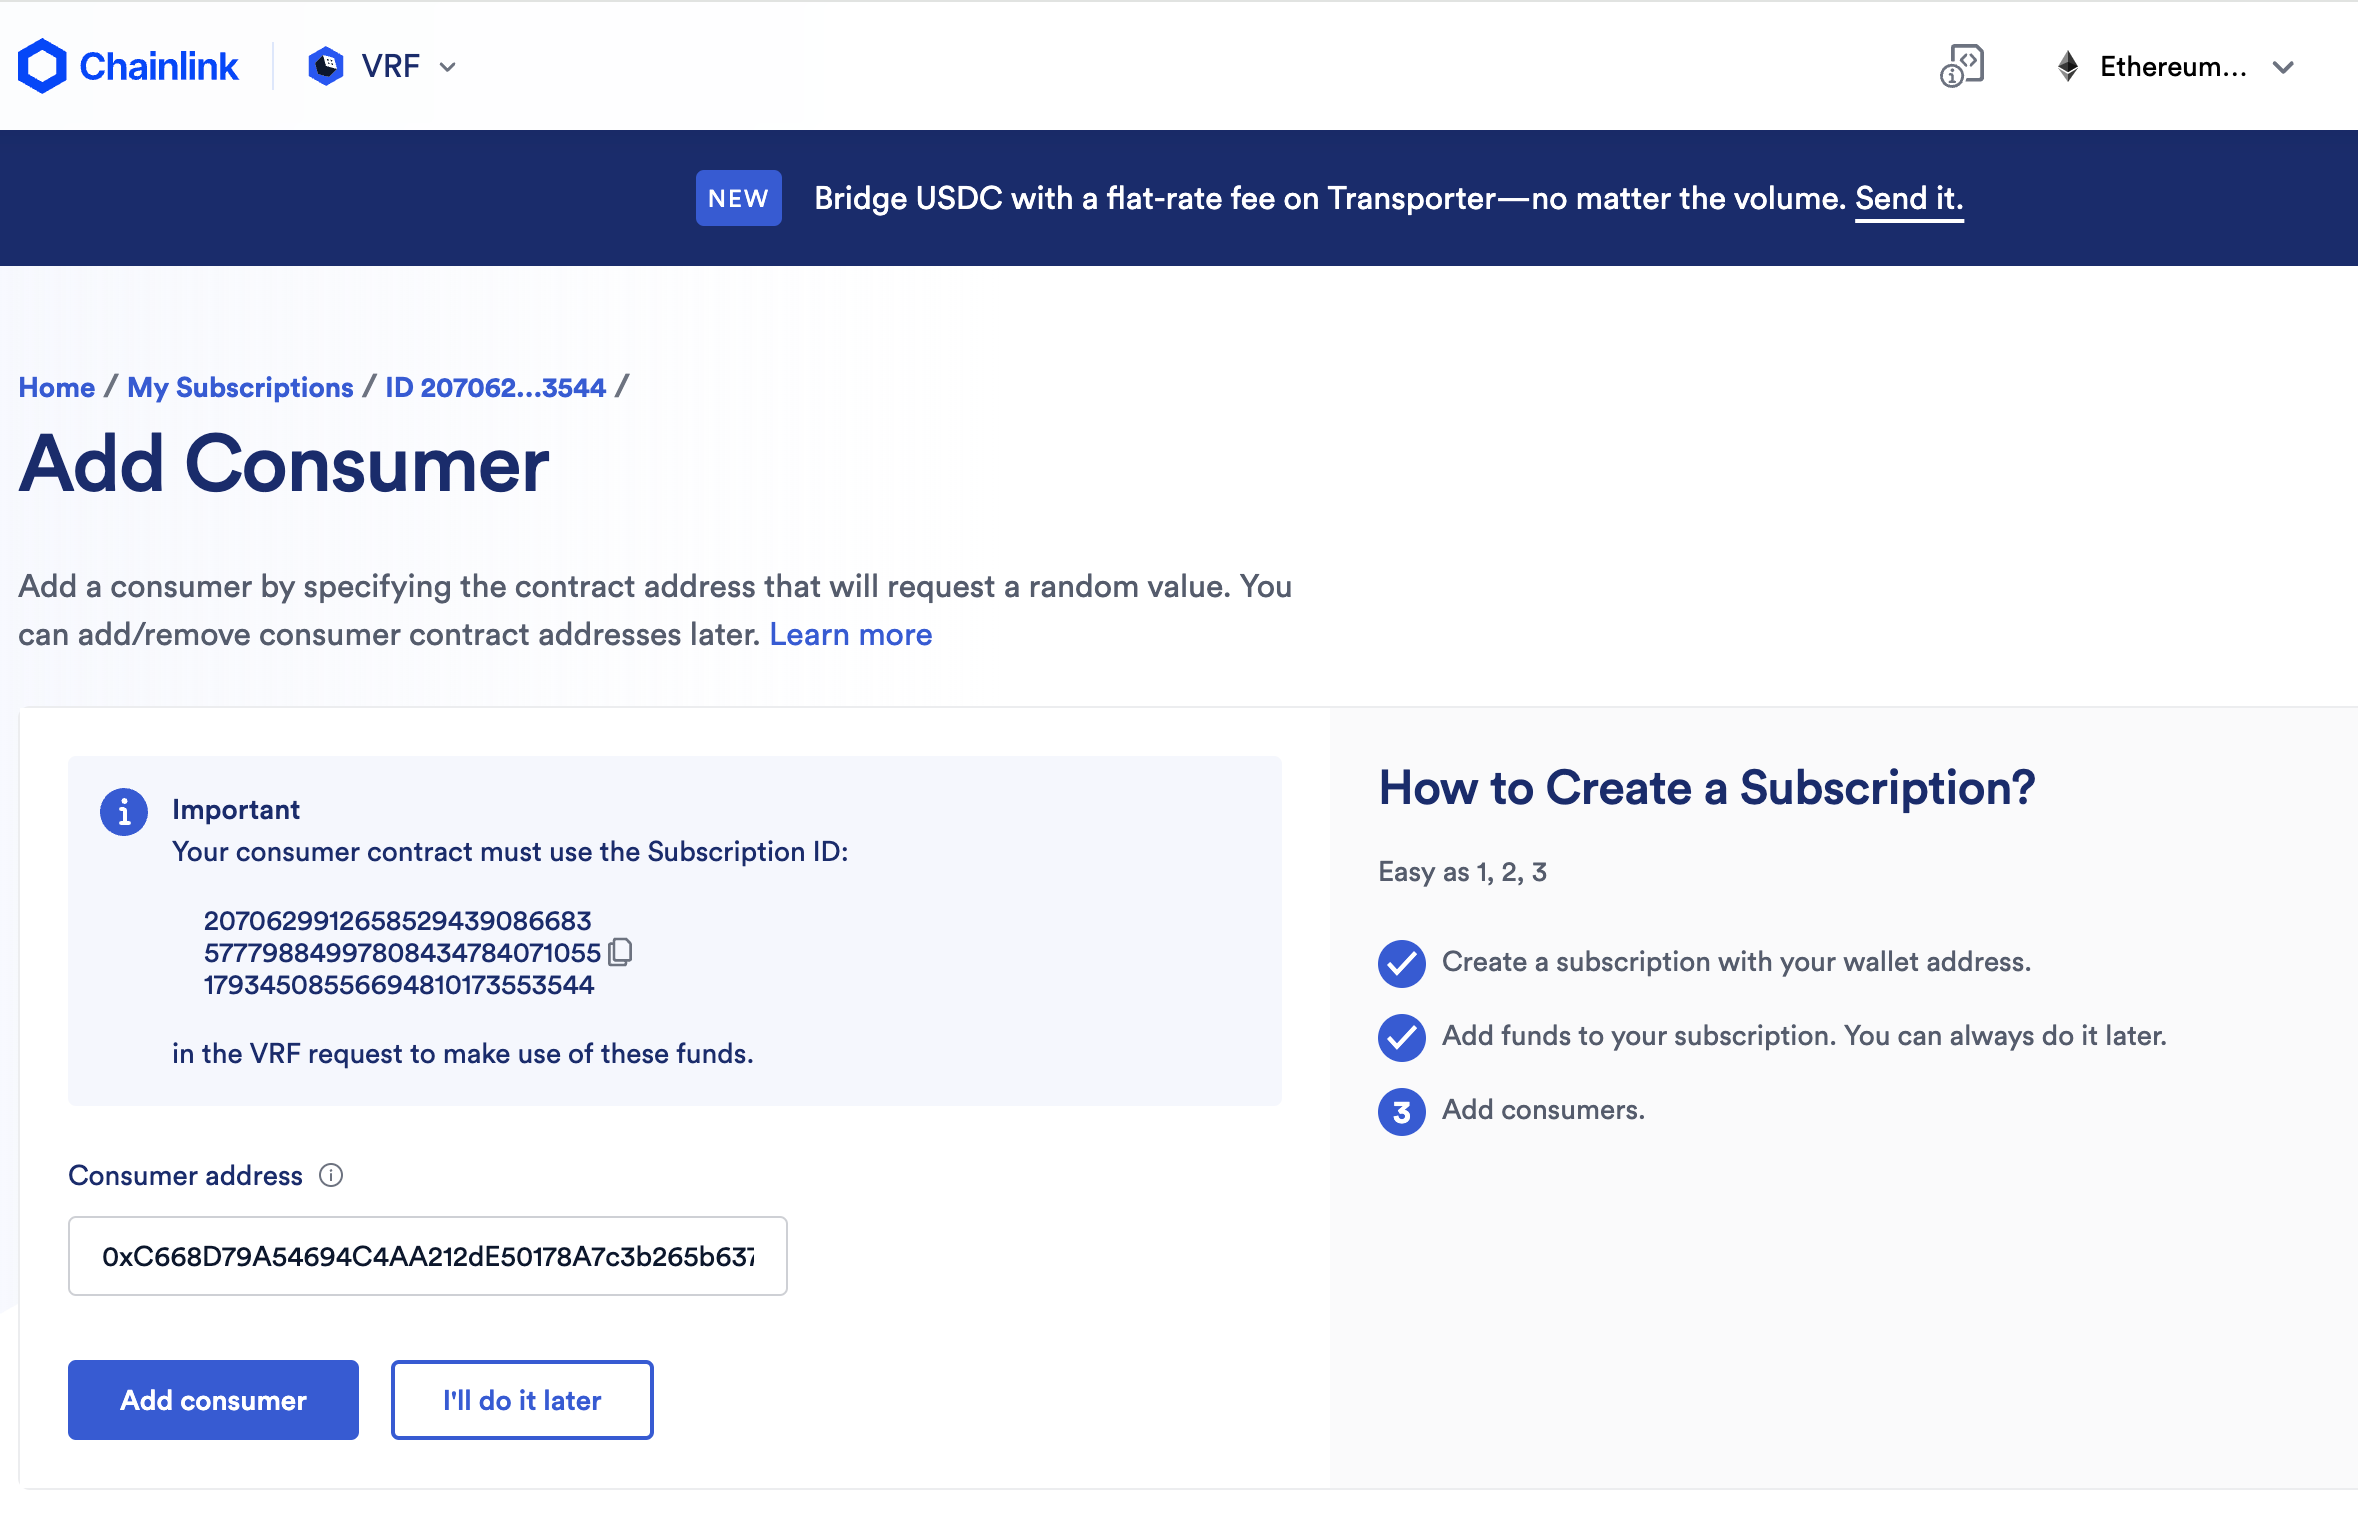 Chainlink VRF Ethereum...
NEW Bridge USDC with a flat-rate fee on Transporter—no matter the volume. Send it.
Home / My Subscriptions / ID 207062...3544 /
Add Consumer
Add a consumer by specifying the contract address that will request a random value. You
can add/remove consumer contract addresses later. Learn more
Important
Your consumer contract must use the Subscription ID:
2070629912658529439086683
57779884997808434784071055
17934508556694810173553544
in the VRF request to make use of these funds.
Consumer address
0xC668D79A54694C4AA212dE50178A7c3b265b637
Add consumer
I'll do it later
How to Create a Subscription?
Easy as 1, 2, 3
Create a subscription with your wallet address.
Add funds to your subscription. You can always do it later.
3 Add consumers.